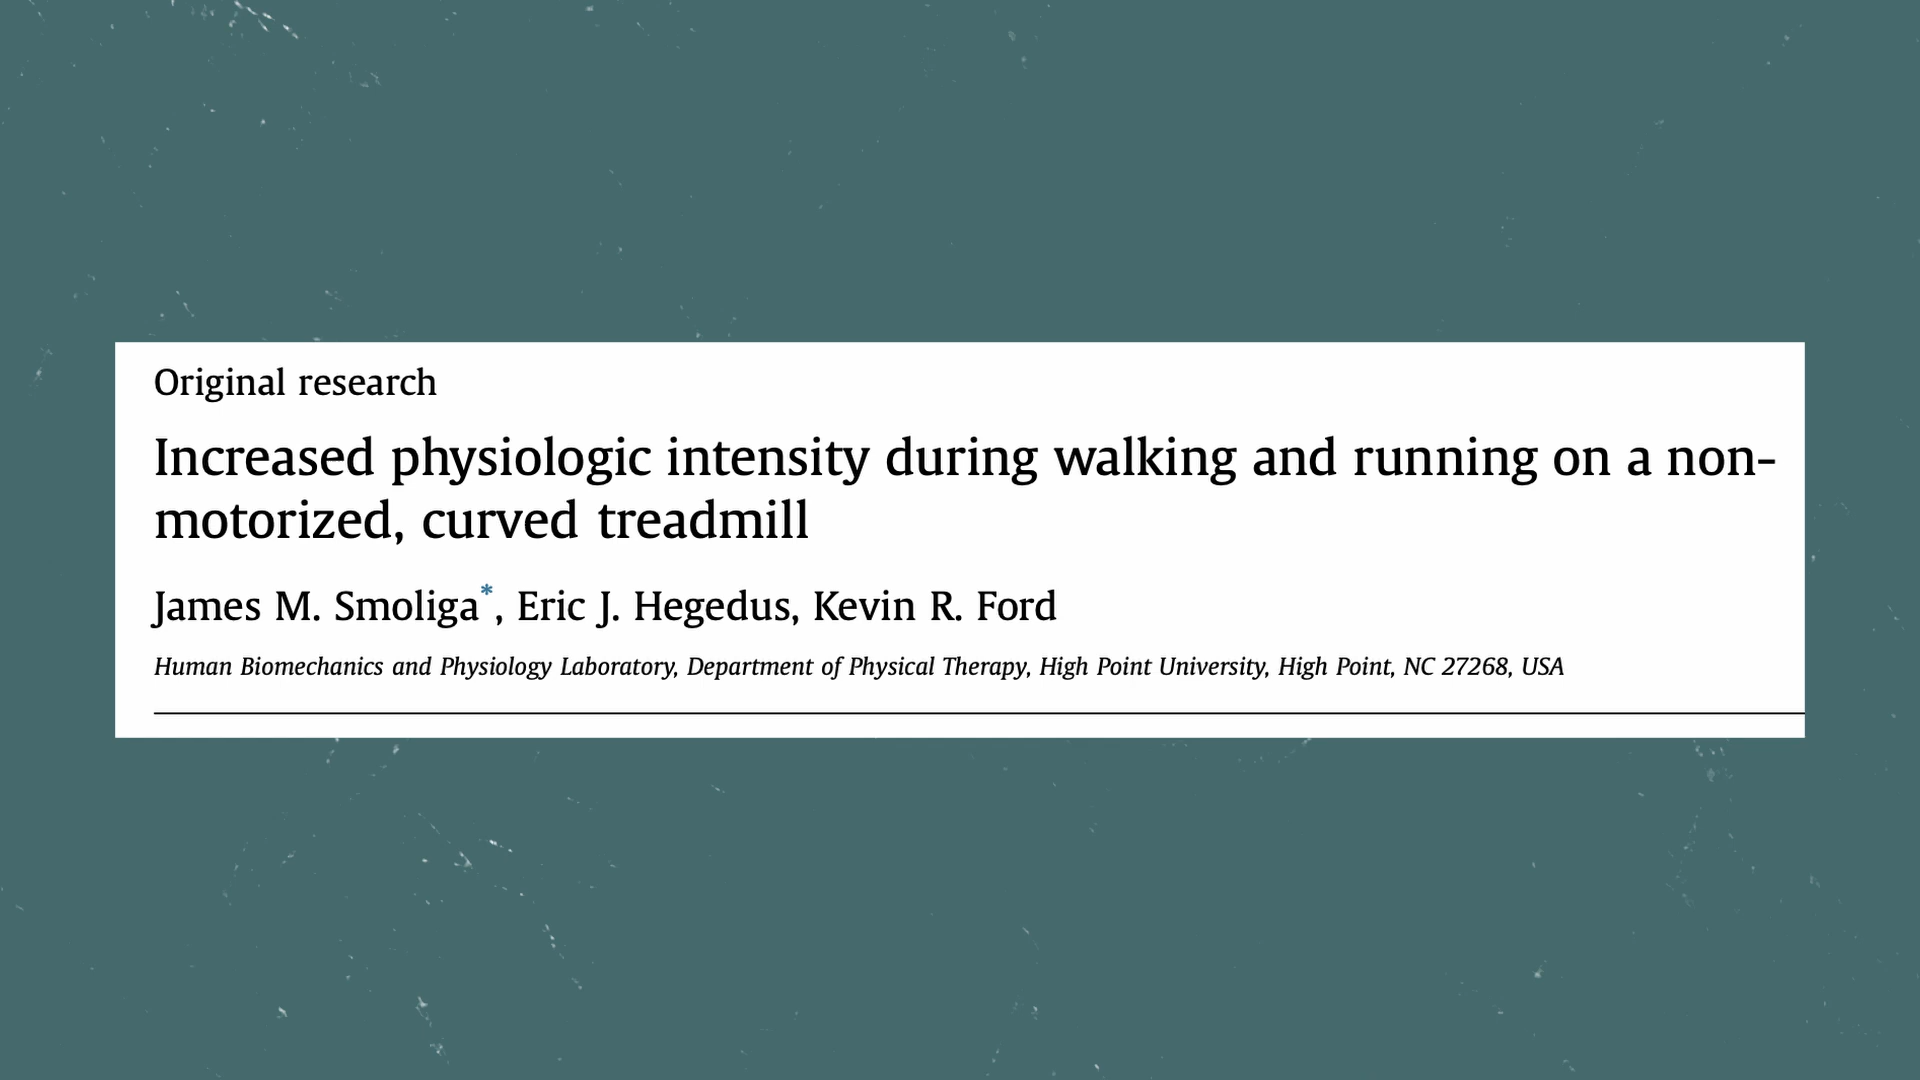 Original research
Increased physiologic intensity during walking and running on a non-
motorized, curved treadmill
James M. Smoliga*, Eric J. Hegedus, Kevin R. Ford
Human Biomechanics and Physiology Laboratory, Department of Physical Therapy, High Point University, High Point, NC 27268, USA